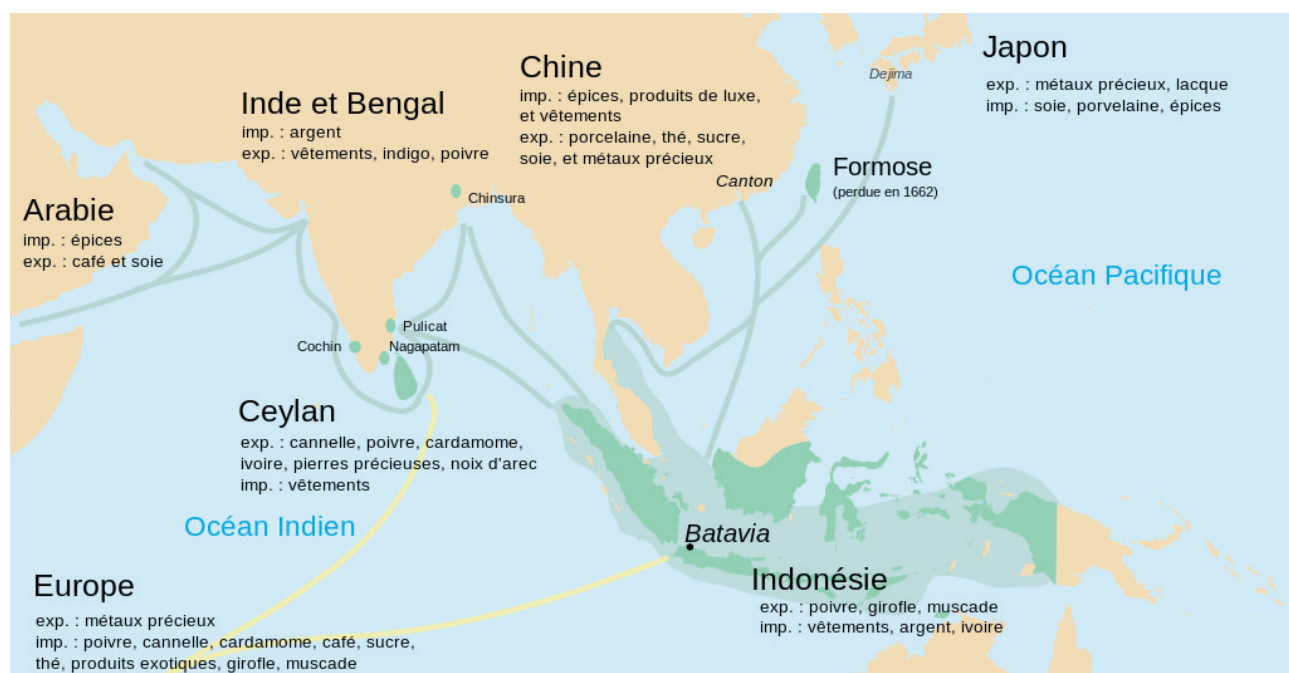 Japon
exp. : métaux précieux, lacque
imp. : soie, porvelaine, épices
Dejima
Chine
imp. : épices, produits de luxe,
et vêtements
exp. : porcelaine, thé, sucre,
soie, et métaux précieux
Inde et Bengal
imp. : argent
exp. : vêtements, indigo, poivre
Canton
Formose
(perdue en 1662)
Chinsura
Arabie
imp. : épices
exp. : café et soie
Océan Pacifique
Pulicat
Cochin
Nagapatam
Ceylan
exp. : cannelle, poivre, cardamome,
ivoire, pierres précieuses, noix d'arec
imp. : vêtements
Océan Indien
Batavia
Indonésie
exp. : poivre, girofle, muscade
imp. : vêtements, argent, ivoire
Europe
exp. : métaux précieux
imp. : poivre, cannelle, cardamome, café, sucre,
thé, produits exotiques, girofle, muscade